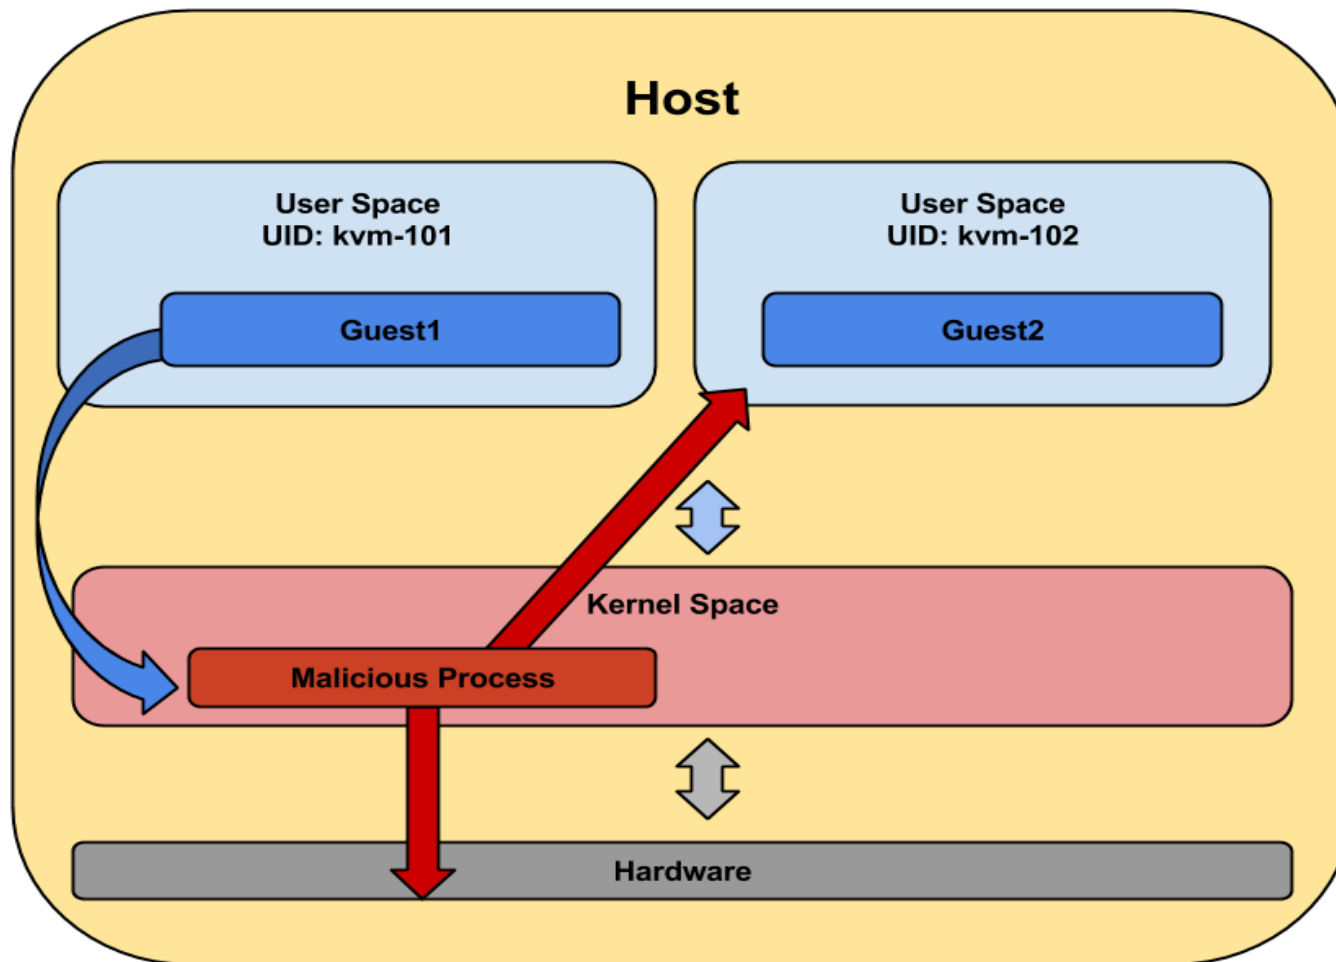 Host
User Space
UID: kvm-101
User Space
UID: kvm-102
Guest1
Guest2
Kernel Space
Malicious Process
Hardware